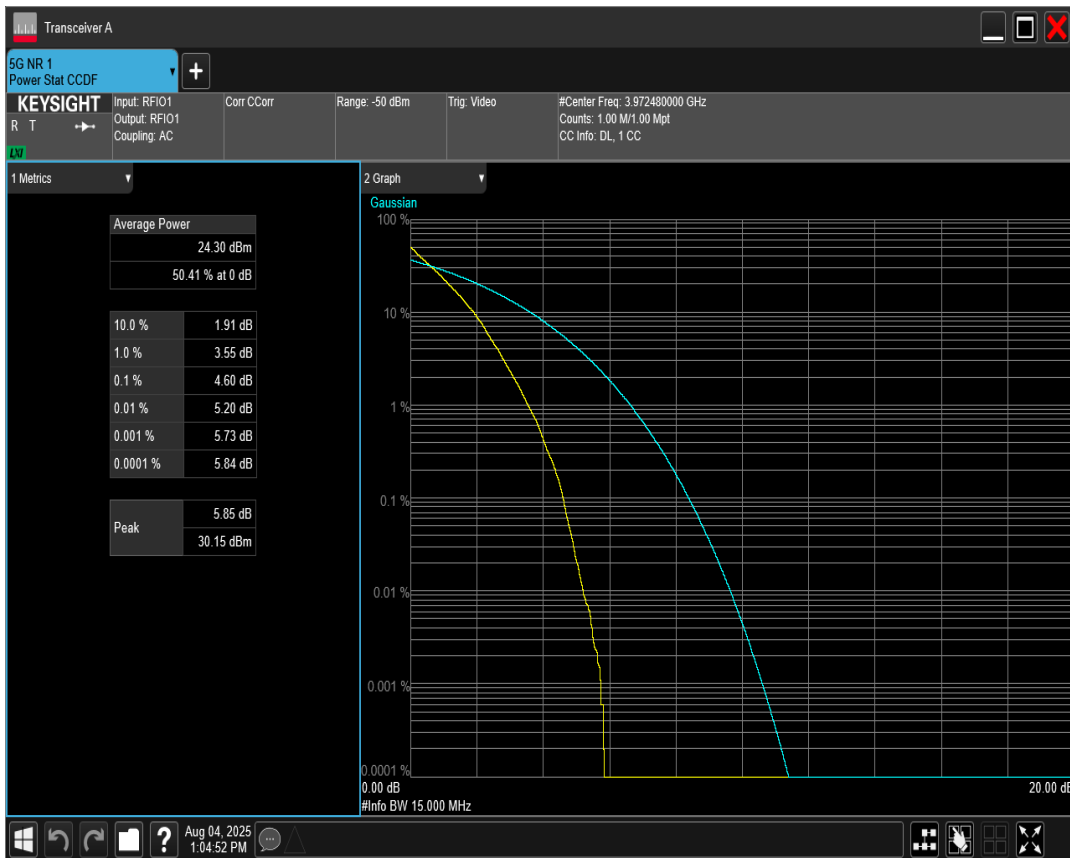 Transceiver A
5G NR 1
Power Stat CCDF
KEYSIGHT
R T
LXI
Input: RFIO1
Output: RFIO1
Coupling: AC
Corr CCorr
Range: -50 dBm
Trig: Video
#Center Freq: 3.972480000 GHz
Counts: 1.00 M/1.00 Mpt
CC Info: DL, 1 CC
1 Metrics
Average Power
24.30 dBm
50.41 % at 0 dB
10.0 % 1.91 dB
1.0 % 3.55 dB
0.1 % 4.60 dB
0.01 % 5.20 dB
0.001 % 5.73 dB
0.0001 % 5.84 dB
Peak 5.85 dB
30.15 dBm
2 Graph
Gaussian
100 %
10 %
1 %
0.1 %
0.01 %
0.001 %
0.0001 %
0.00 dB 20.00 dB
#Info BW 15.000 MHz
Aug 04, 2025
1:04:52 PM